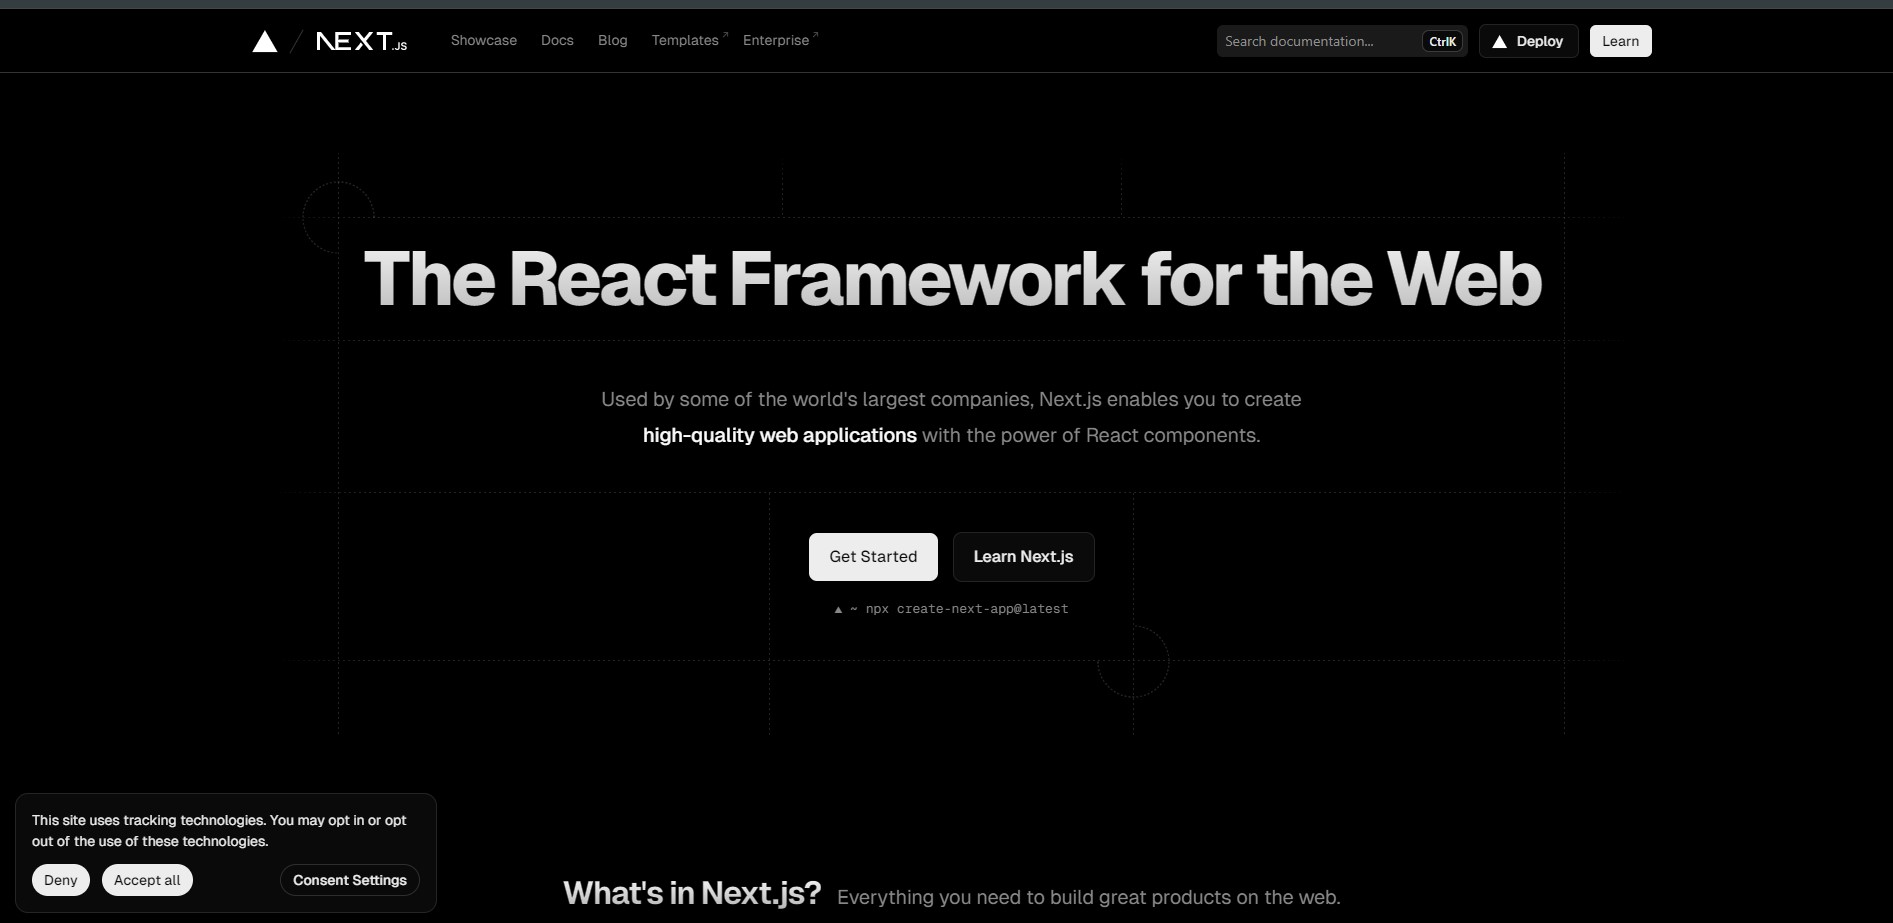 NEXT.JS
Showcase Docs Blog Templates↗ Enterprise↗
Search documentation... CtrlK
▲ Deploy
Learn
The React Framework for the Web
Used by some of the world's largest companies, Next.js enables you to create
high-quality web applications with the power of React components.
Get Started
Learn Next.js
▲ ~ npx create-next-app@latest
This site uses tracking technologies. You may opt in or opt
out of the use of these technologies.
Deny
Accept all
Consent Settings
What's in Next.js? Everything you need to build great products on the web.